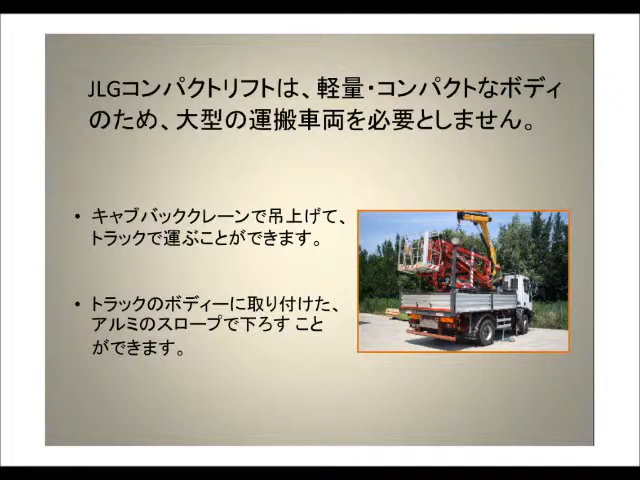 JLGコンパクトリフトは、軽量・コンパクトなボディ
のため、大型の運搬車両を必要としません。
• キャブバッククレーンで吊上げて、
トラックで運ぶことができます。
• トラックのボディーに取り付けた、
アルミのスロープで下ろす こと
ができます。